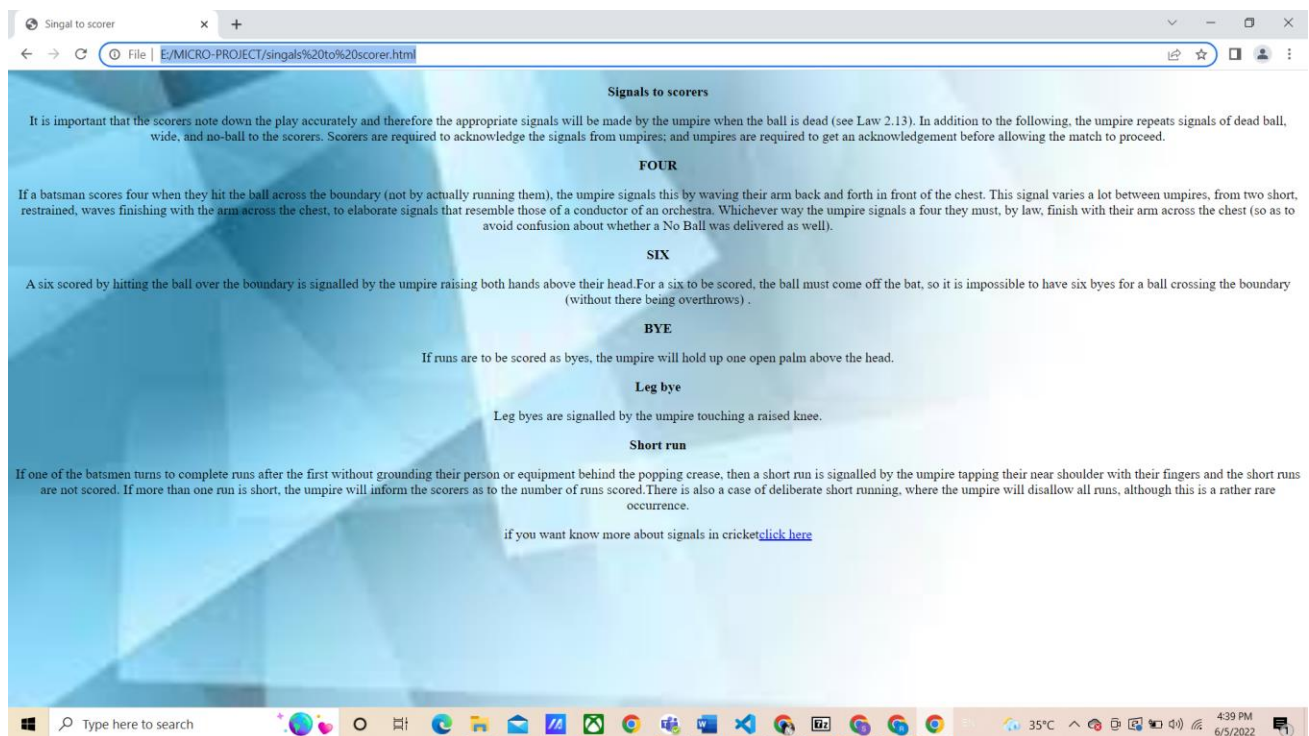 Singal to scorer
File
E:/MICRO-PROJECT/singals%20to%20scorer.html
Signals to scorers
It is important that the scorers note down the play accurately and therefore the appropriate signals will be made by the umpire when the ball is dead (see Law 2.13). In addition to the following, the umpire repeats signals of dead ball,
wide, and no-ball to the scorers. Scorers are required to acknowledge the signals from umpires; and umpires are required to get an acknowledgement before allowing the match to proceed.
FOUR
If a batsman scores four when they hit the ball across the boundary (not by actually running them), the umpire signals this by waving their arm back and forth in front of the chest. This signal varies a lot between umpires, from two short,
restrained, waves finishing with the arm across the chest, to elaborate signals that resemble those of a conductor of an orchestra. Whichever way the umpire signals a four they must, by law, finish with their arm across the chest (so as to
avoid confusion about whether a No Ball was delivered as well).
SIX
A six scored by hitting the ball over the boundary is signalled by the umpire raising both hands above their head.For a six to be scored, the ball must come off the bat, so it is impossible to have six byes for a ball crossing the boundary
(without there being overthrows) .
BYE
If runs are to be scored as byes, the umpire will hold up one open palm above the head.
Leg bye
Leg byes are signalled by the umpire touching a raised knee.
Short run
If one of the batsmen turns to complete runs after the first without grounding their person or equipment behind the popping crease, then a short run is signalled by the umpire tapping their near shoulder with their fingers and the short runs
are not scored. If more than one run is short, the umpire will inform the scorers as to the number of runs scored.There is also a case of deliberate short running, where the umpire will disallow all runs, although this is a rather rare
occurrence.
if you want know more about signals in cricketclick here
Type here to search
35°C
4:39 PM
6/5/2022